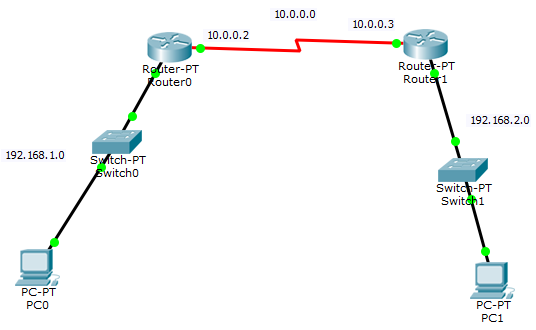 10.0.0.0
10.0.0.2
10.0.0.3
Router-PT
Router0
Router-PT
Router1
192.168.2.0
192.168.1.0
Switch-PT
Switch0
Switch-PT
Switch1
PC-PT
PC0
PC-PT
PC1